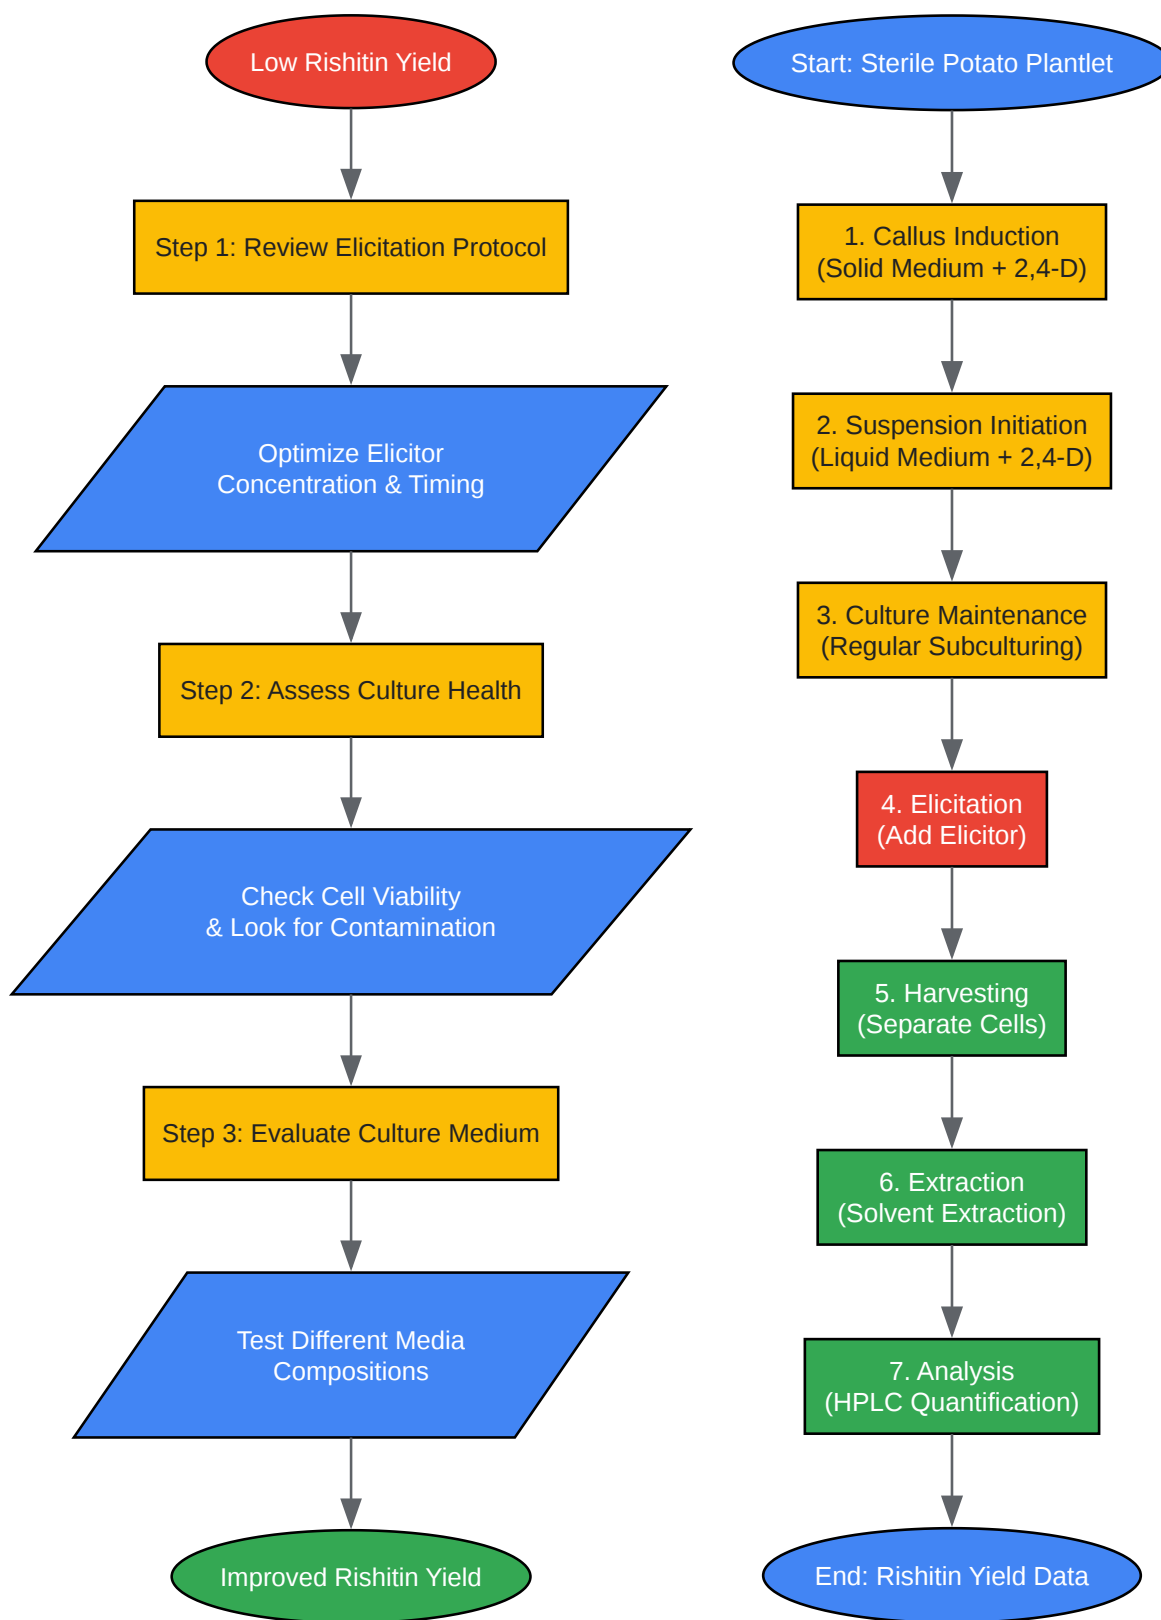 Low Rishitin Yield
Step 1: Review Elicitation Protocol
Optimize Elicitor
Concentration & Timing
Step 2: Assess Culture Health
Check Cell Viability
& Look for Contamination
Step 3: Evaluate Culture Medium
Test Different Media
Compositions
Improved Rishitin Yield
Start: Sterile Potato Plantlet
1. Callus Induction
(Solid Medium + 2,4-D)
2. Suspension Initiation
(Liquid Medium + 2,4-D)
3. Culture Maintenance
(Regular Subculturing)
4. Elicitation
(Add Elicitor)
5. Harvesting
(Separate Cells)
6. Extraction
(Solvent Extraction)
7. Analysis
(HPLC Quantification)
End: Rishitin Yield Data